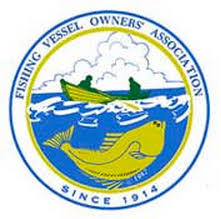 FISHING VESSEL OWNERS' ASSOCIATION
SINCE 1914